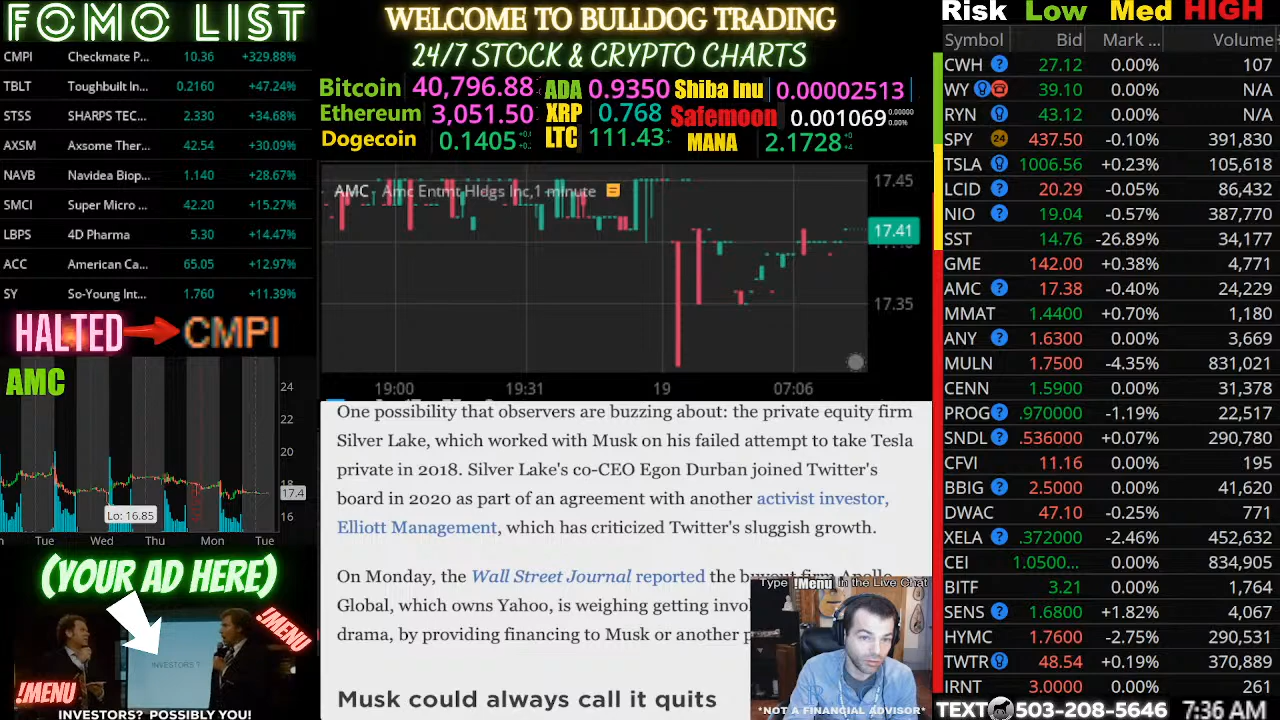 FOMO LIST
CMPI Checkmate P... 10.36 +329.88%
TBLT Toughbuilt In... 0.2160 +47.24%
STSS SHARPS TEC... 2.330 +34.68%
AXSM Axsome Ther... 42.54 +30.09%
NAVB Navidea Biop... 1.140 +28.67%
SMCI Super Micro ... 42.20 +15.27%
LBPS 4D Pharma 5.30 +14.47%
ACC American Ca... 65.05 +12.97%
SY So-Young Int... 1.760 +11.39%
HALTED CMPI
AMC
24
22
20
18
17.4
16
Lo: 16.85
Tue Wed Thu Mon Tue
(YOUR AD HERE)
!MENU
INVESTORS ?
!MENU
INVESTORS? POSSIBLY YOU!
WELCOME TO BULLDOG TRADING
24/7 STOCK & CRYPTO CHARTS
Bitcoin 40,796.88 ADA 0.9350 Shiba Inu 0.00002513
Ethereum 3,051.50 XRP 0.768 Safemoon 0.001069 0.00000 0.00%
Dogecoin 0.1405 LTC 111.43 MANA 2.1728
AMC - Amc Entmt Hldgs Inc, 1 minute
17.45
17.41
17.35
19:00 19:31 19 07:06
One possibility that observers are buzzing about: the private equity firm
Silver Lake, which worked with Musk on his failed attempt to take Tesla
private in 2018. Silver Lake's co-CEO Egon Durban joined Twitter's
board in 2020 as part of an agreement with another activist investor,
Elliott Management, which has criticized Twitter's sluggish growth.
On Monday, the Wall Street Journal reported the buyout firm Apollo
Global, which owns Yahoo, is weighing getting invo
drama, by providing financing to Musk or another p
Musk could always call it quits
Type !Menu In the Live Chat
*NOT A FINANCIAL ADVISOR*
Risk Low Med HIGH
Symbol Bid Mark ... Volume
CWH 27.12 0.00% 107
WY 39.10 0.00% N/A
RYN 43.12 0.00% N/A
SPY 24 437.50 -0.10% 391,830
TSLA 1006.56 +0.23% 105,618
LCID 20.29 -0.05% 86,432
NIO 19.04 -0.57% 387,770
SST 14.76 -26.89% 34,177
GME 142.00 +0.38% 4,771
AMC 17.38 -0.40% 24,229
MMAT 1.4400 +0.70% 1,180
ANY 1.6300 0.00% 3,669
MULN 1.7500 -4.35% 831,021
CENN 1.5900 0.00% 31,378
PROG .970000 -1.19% 22,517
SNDL .536000 +0.07% 290,780
CFVI 11.16 0.00% 195
BBIG 2.5000 0.00% 41,620
DWAC 47.10 -0.25% 771
XELA .372000 -2.46% 452,632
CEI 1.0500... 0.00% 834,905
BITF 3.21 0.00% 1,764
SENS 1.6800 +1.82% 4,067
HYMC 1.7600 -2.75% 290,531
TWTR 48.54 +0.19% 370,889
IRNT 3.0000 0.00% 261
TEXT 503-208-5646 7:36 AM